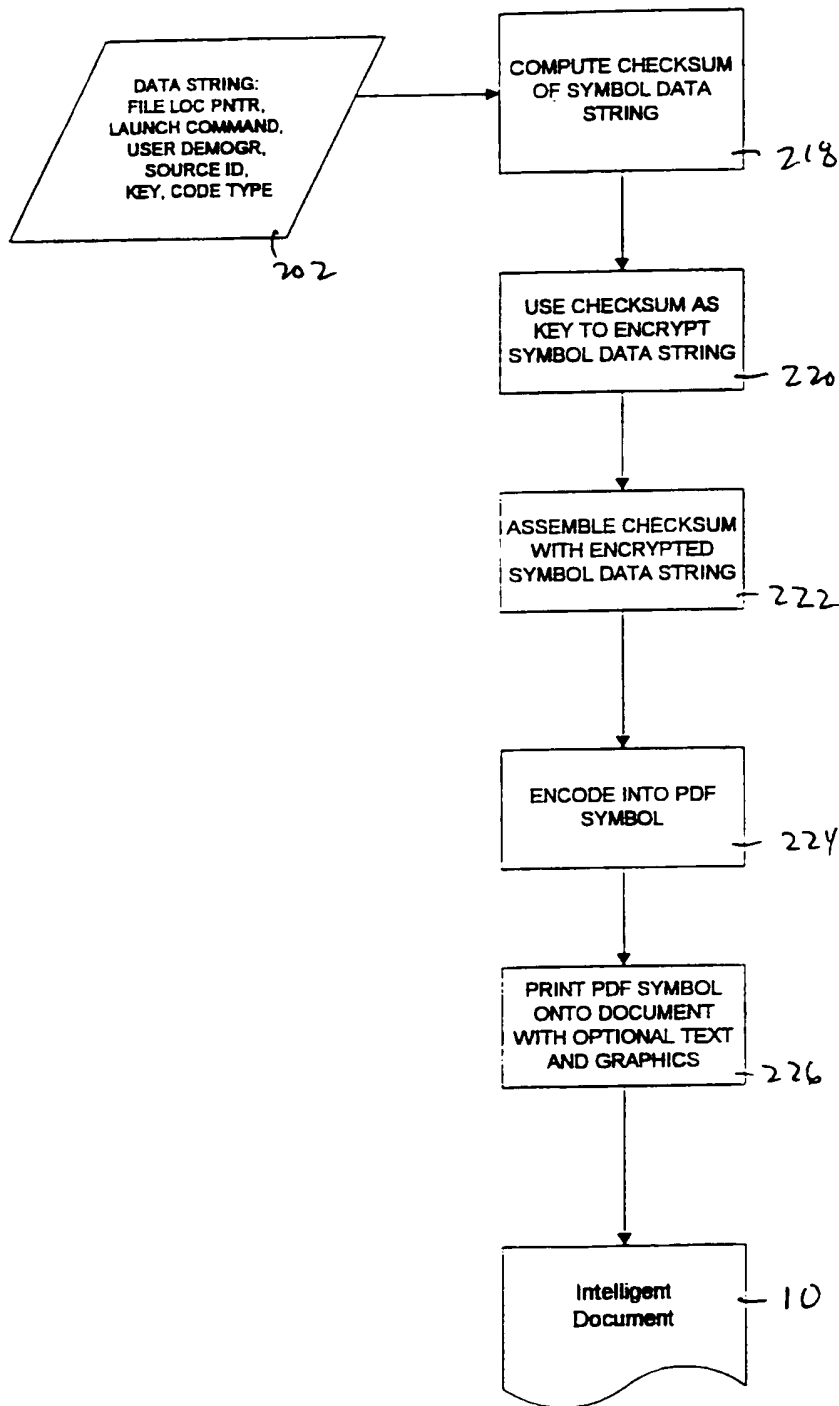 DATA STRING:
FILE LOC PNTR,
LAUNCH COMMAND,
USER DEMOGR,
SOURCE ID,
KEY, CODE TYPE
202
COMPUTE CHECKSUM
OF SYMBOL DATA
STRING
218
USE CHECKSUM AS
KEY TO ENCRYPT
SYMBOL DATA STRING
220
ASSEMBLE CHECKSUM
WITH ENCRYPTED
SYMBOL DATA STRING
222
ENCODE INTO PDF
SYMBOL
224
PRINT PDF SYMBOL
ONTO DOCUMENT
WITH OPTIONAL TEXT
AND GRAPHICS
226
Intelligent
Document
10